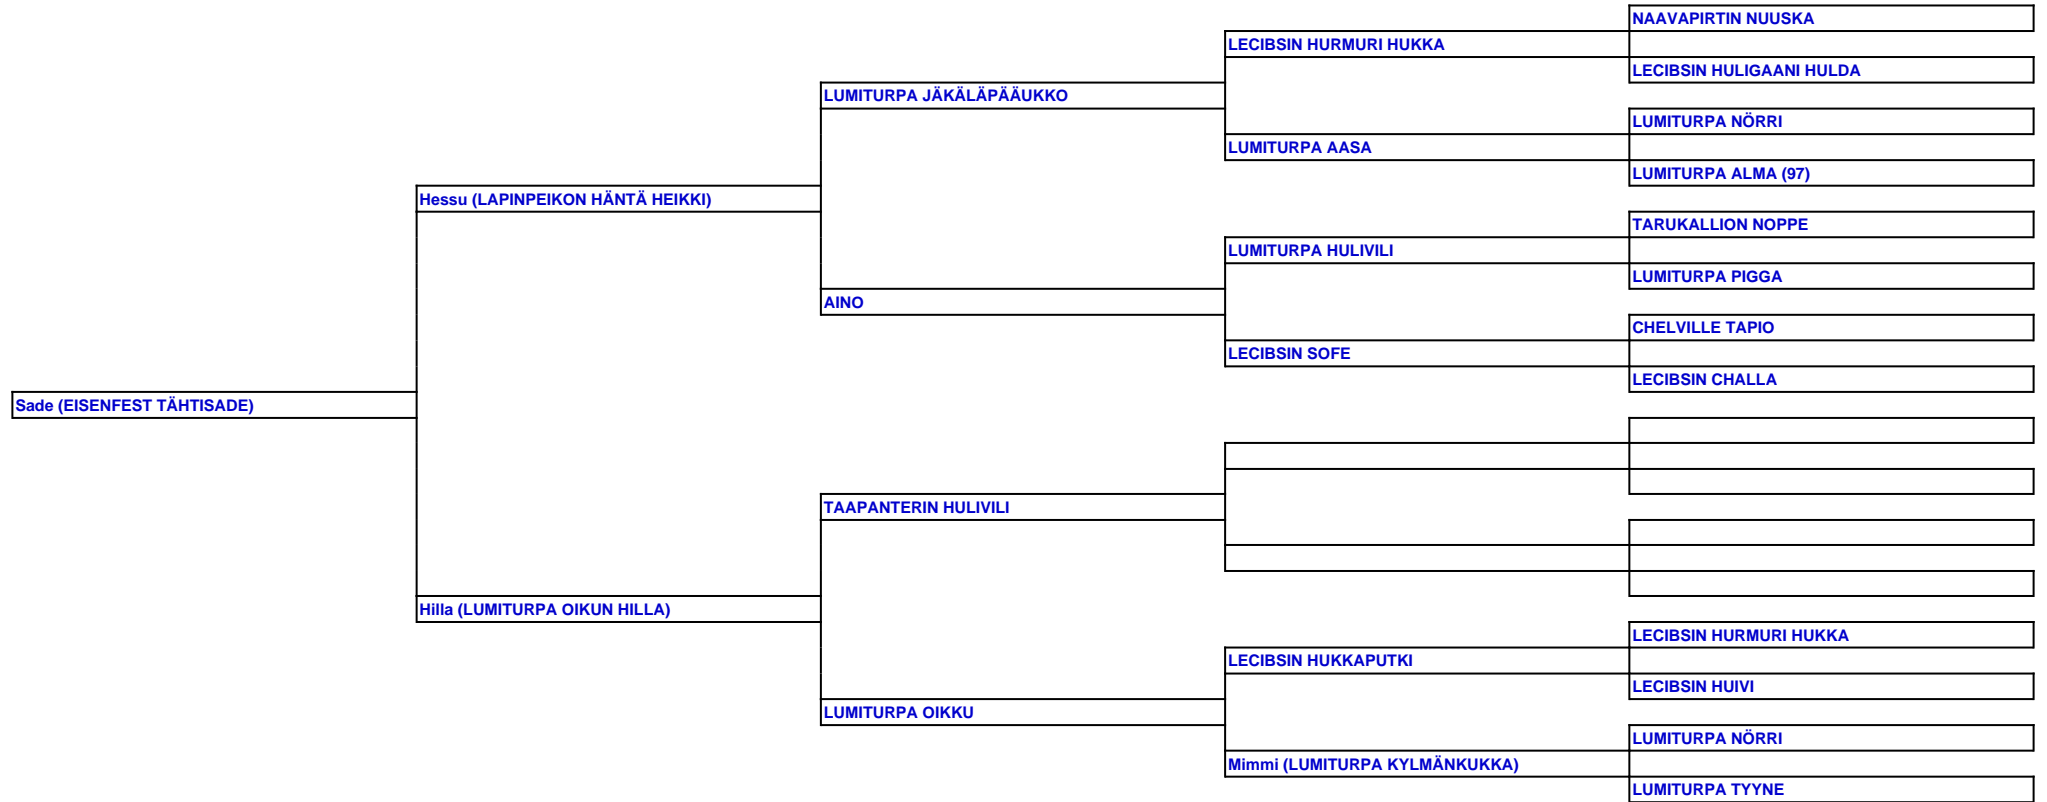 NAAVAPIRTIN NUUSKA
LECIBSIN HURMURI HUKKA
LECIBSIN HULIGAANI HULDA
LUMITURPA JÄKÄLÄPÄÄUKKO
LUMITURPA NÖRRI
LUMITURPA AASA
LUMITURPA ALMA (97)
Hessu (LAPINPEIKON HÄNTÄ HEIKKI)
TARUKALLION NOPPE
LUMITURPA HULIVILI
LUMITURPA PIGGA
AINO
CHELVILLE TAPIO
LECIBSIN SOFE
LECIBSIN CHALLA
Sade (EISENFEST TÄHTISADE)
TAAPANTERIN HULIVILI
Hilla (LUMITURPA OIKUN HILLA)
LECIBSIN HURMURI HUKKA
LECIBSIN HUKKAPUTKI
LECIBSIN HUIVI
LUMITURPA OIKKU
LUMITURPA NÖRRI
Mimmi (LUMITURPA KYLMÄNKUKKA)
LUMITURPA TYYNE